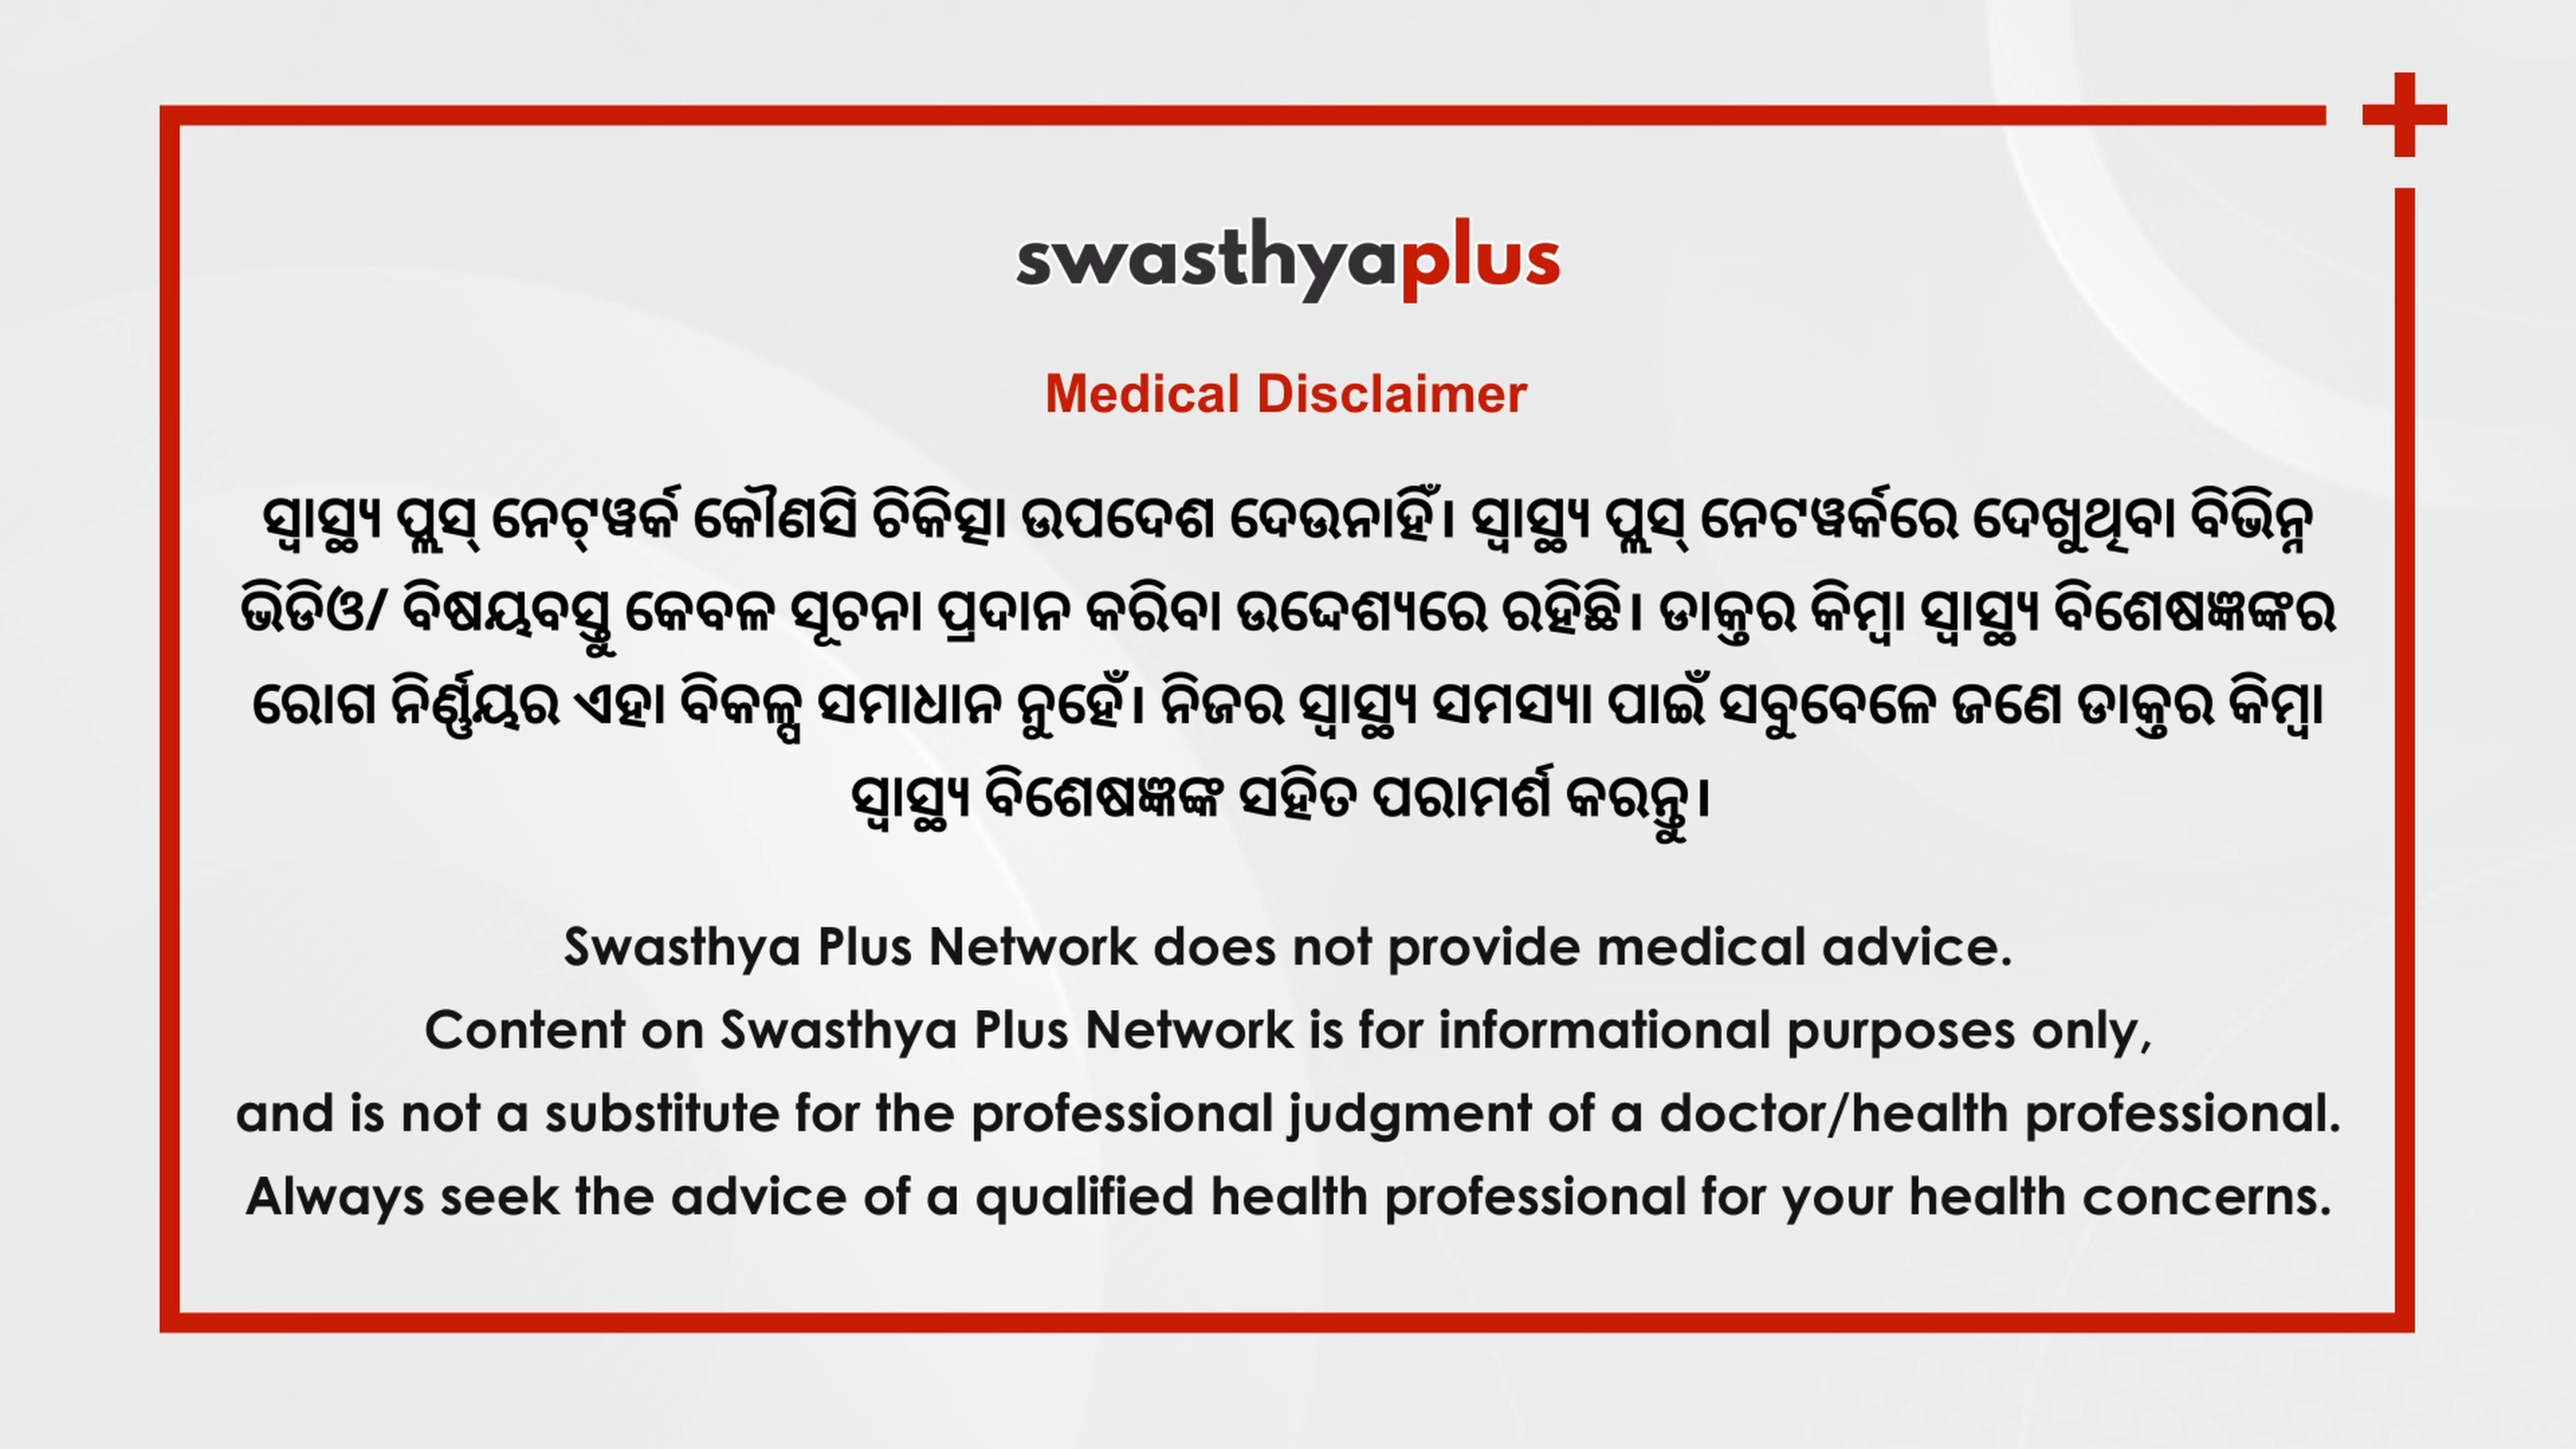 swasthyaplus
Medical Disclaimer
ସ୍ୱାସ୍ଥ୍ୟ ପ୍ଲସ୍ ନେଟ୍‌ୱର୍କ କୌଣସି ଚିକିତ୍ସା ଉପଦେଶ ଦେଉନାହିଁ। ସ୍ୱାସ୍ଥ୍ୟ ପ୍ଲସ୍ ନେଟୱର୍କରେ ଦେଖୁଥିବା ବିଭିନ୍ନ
ଭିଡିଓ/ ବିଷୟବସ୍ତୁ କେବଳ ସୂଚନା ପ୍ରଦାନ କରିବା ଉଦ୍ଦେଶ୍ୟରେ ରହିଛି। ଡାକ୍ତର କିମ୍ବା ସ୍ୱାସ୍ଥ୍ୟ ବିଶେଷଜ୍ଞଙ୍କର
ରୋଗ ନିର୍ଣ୍ଣୟର ଏହା ବିକଳ୍ପ ସମାଧାନ ନୁହେଁ। ନିଜର ସ୍ୱାସ୍ଥ୍ୟ ସମସ୍ୟା ପାଇଁ ସବୁବେଳେ ଜଣେ ଡାକ୍ତର କିମ୍ବା
ସ୍ୱାସ୍ଥ୍ୟ ବିଶେଷଜ୍ଞଙ୍କ ସହିତ ପରାମର୍ଶ କରନ୍ତୁ।
Swasthya Plus Network does not provide medical advice.
Content on Swasthya Plus Network is for informational purposes only,
and is not a substitute for the professional judgment of a doctor/health professional.
Always seek the advice of a qualified health professional for your health concerns.